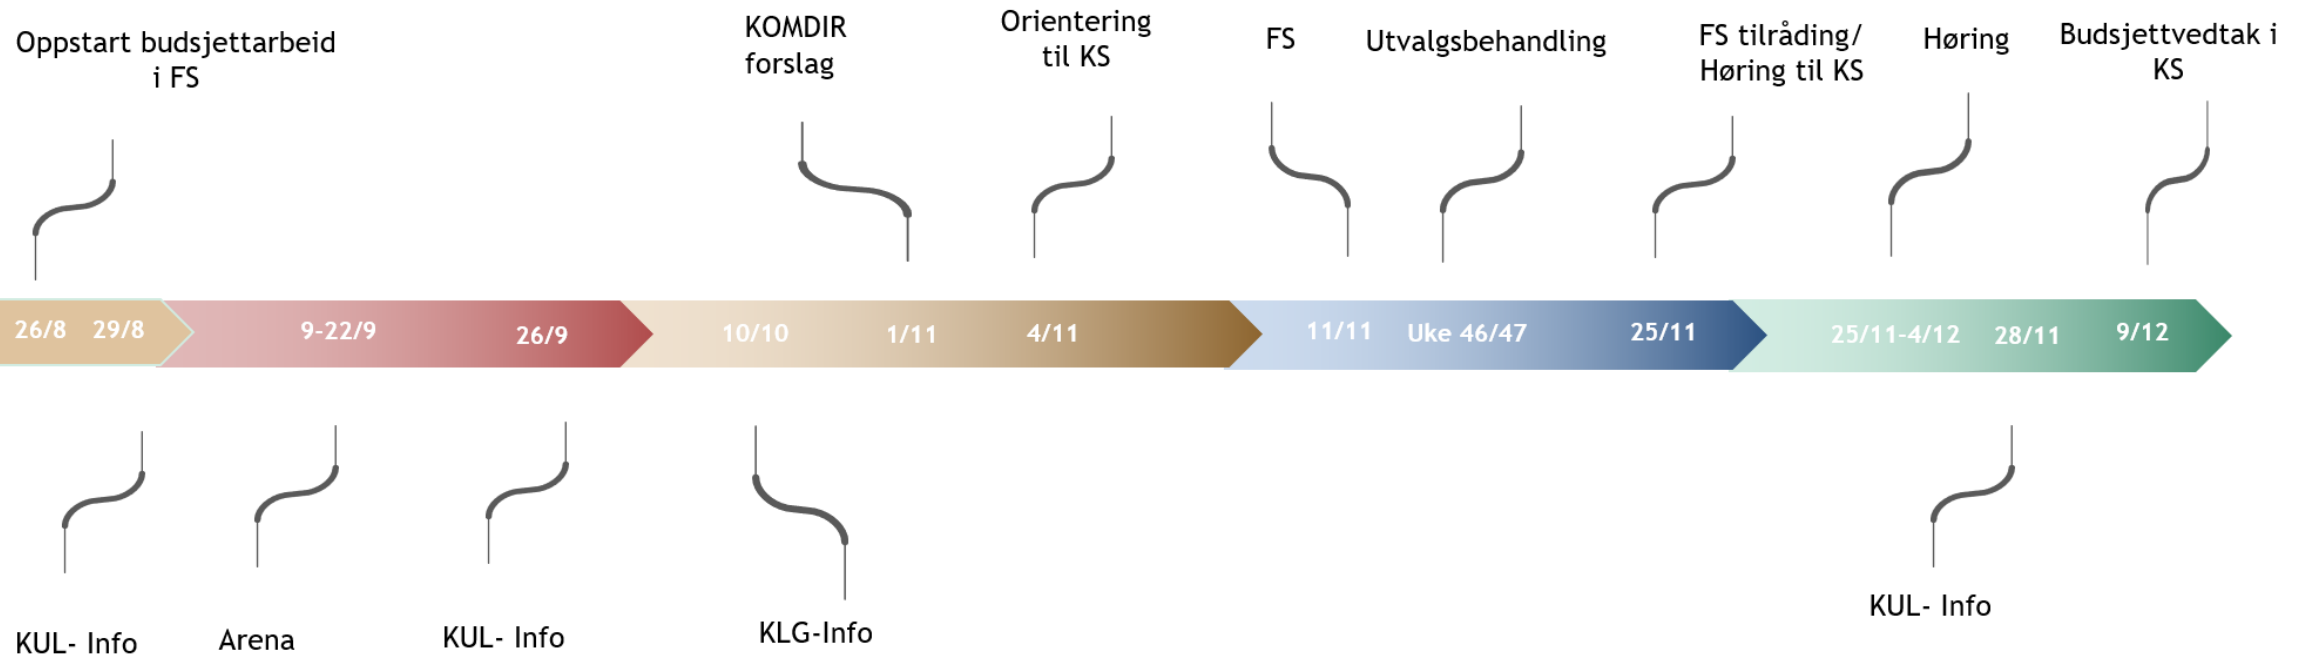 Oppstart budsjettarbeid
i FS
KOMDIR
forslag
Orientering
til KS
FS
Utvalgsbehandling
FS tilråding/
Høring til KS
Høring
Budsjettvedtak i
KS
26/8
29/8
9-22/9
26/9
10/10
1/11
4/11
11/11
Uke 46/47
25/11
25/11-4/12
28/11
9/12
KUL- Info
Arena
KUL- Info
KLG-Info
KUL- Info